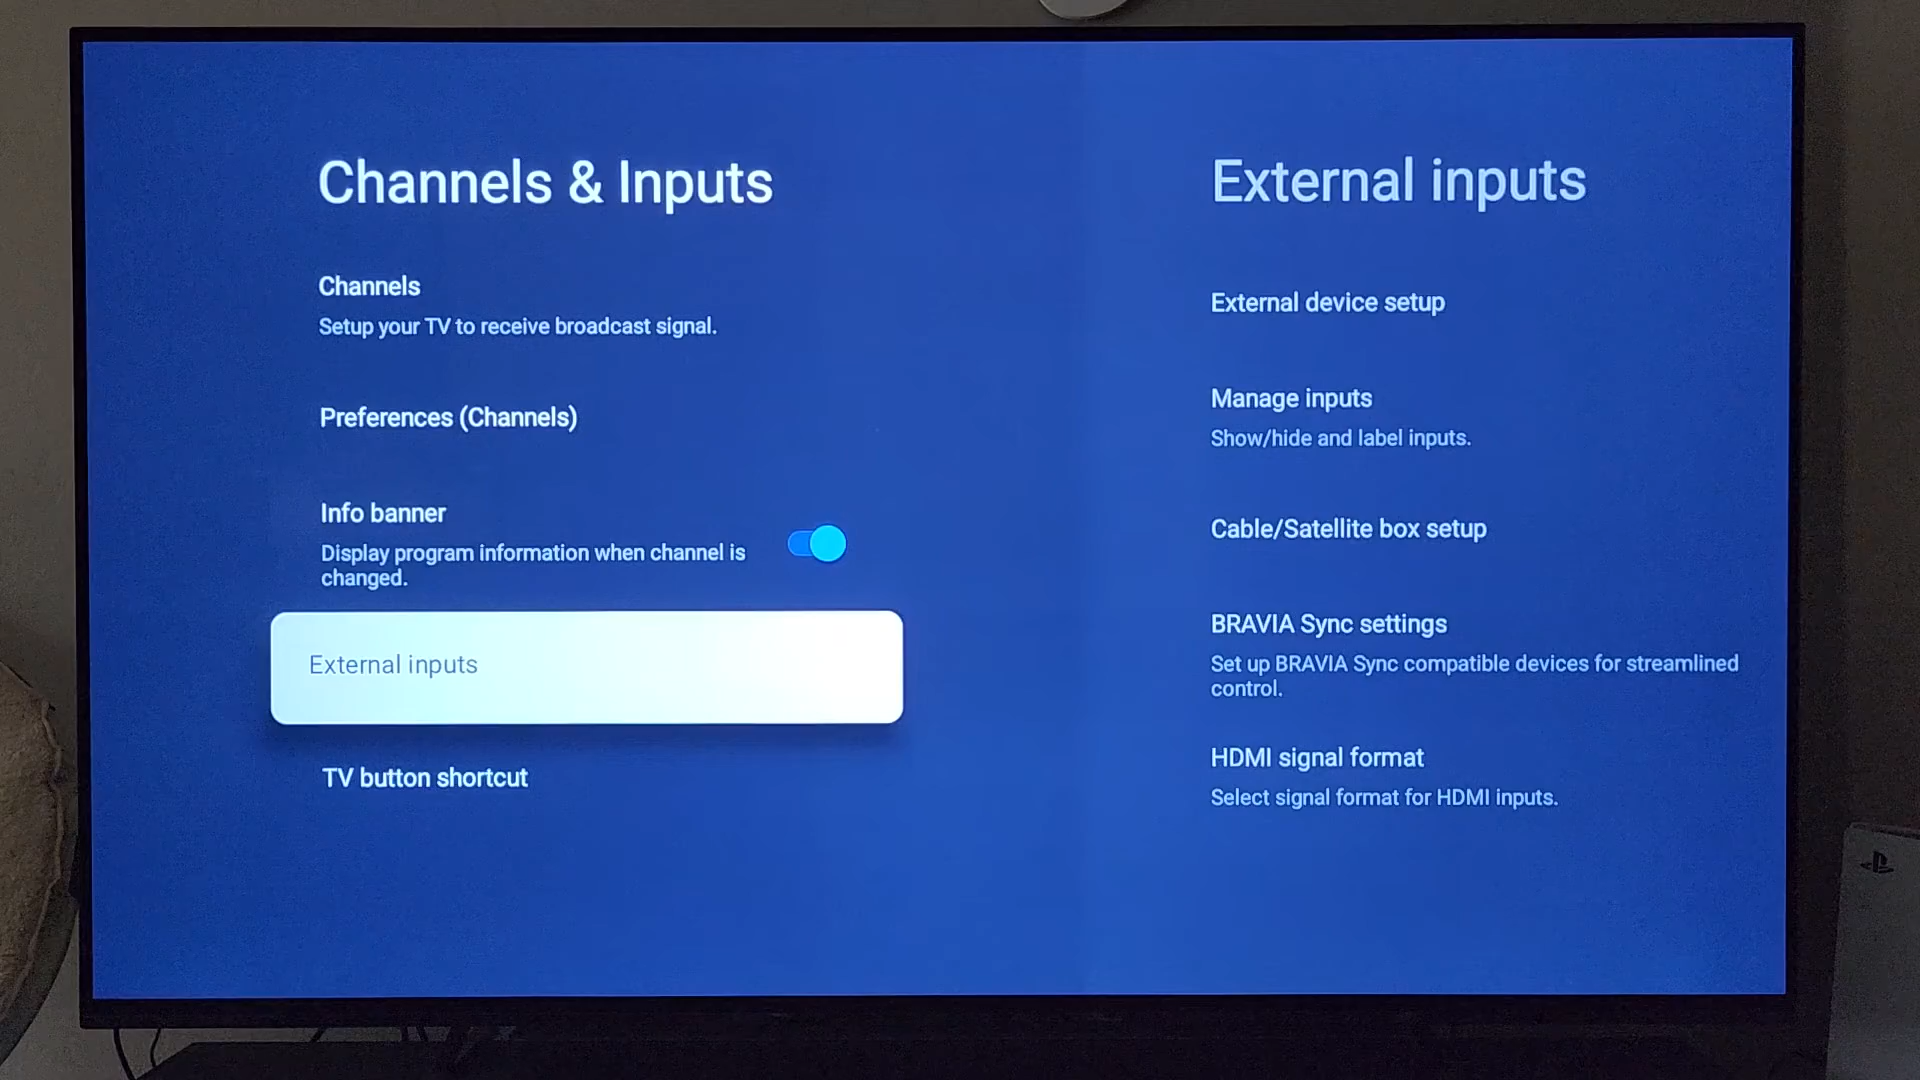 Channels & Inputs
Channels
Setup your TV to receive broadcast signal.
Preferences (Channels)
Info banner
Display program information when channel is
changed.
External inputs
TV button shortcut
External inputs
External device setup
Manage inputs
Show/hide and label inputs.
Cable/Satellite box setup
BRAVIA Sync settings
Set up BRAVIA Sync compatible devices for streamlined
control.
HDMI signal format
Select signal format for HDMI inputs.